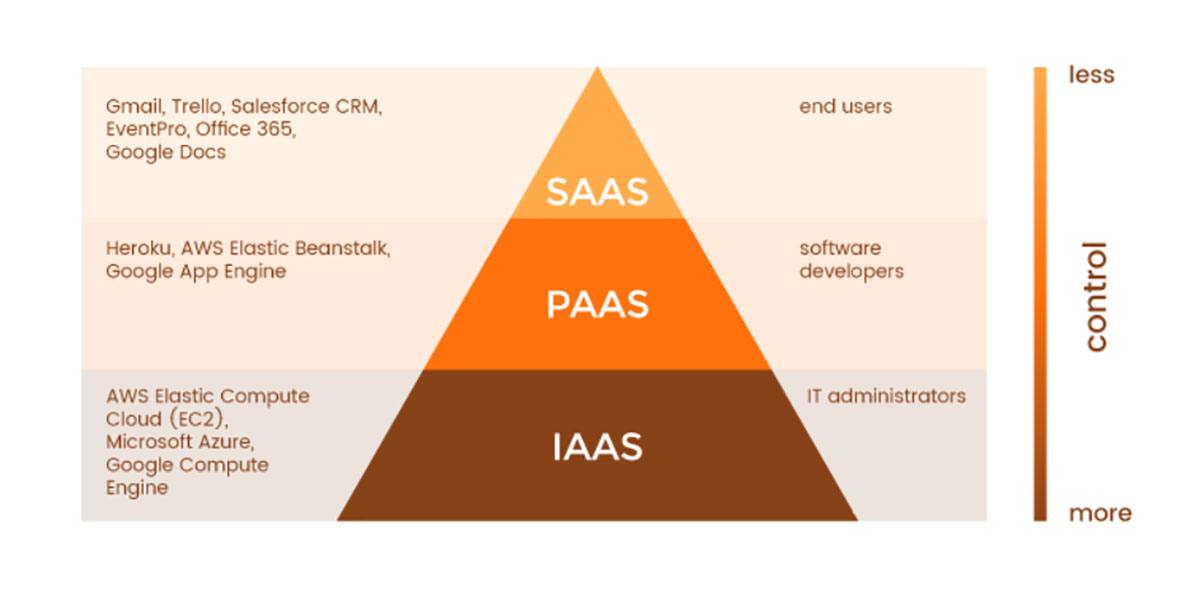 Gmail, Trello, Salesforce CRM,
EventPro, Office 365,
Google Docs
SAAS
end users
Heroku, AWS Elastic Beanstalk,
Google App Engine
PAAS
software
developers
AWS Elastic Compute
Cloud (EC2),
Microsoft Azure,
Google Compute
Engine
IAAS
IT administrators
less
control
more